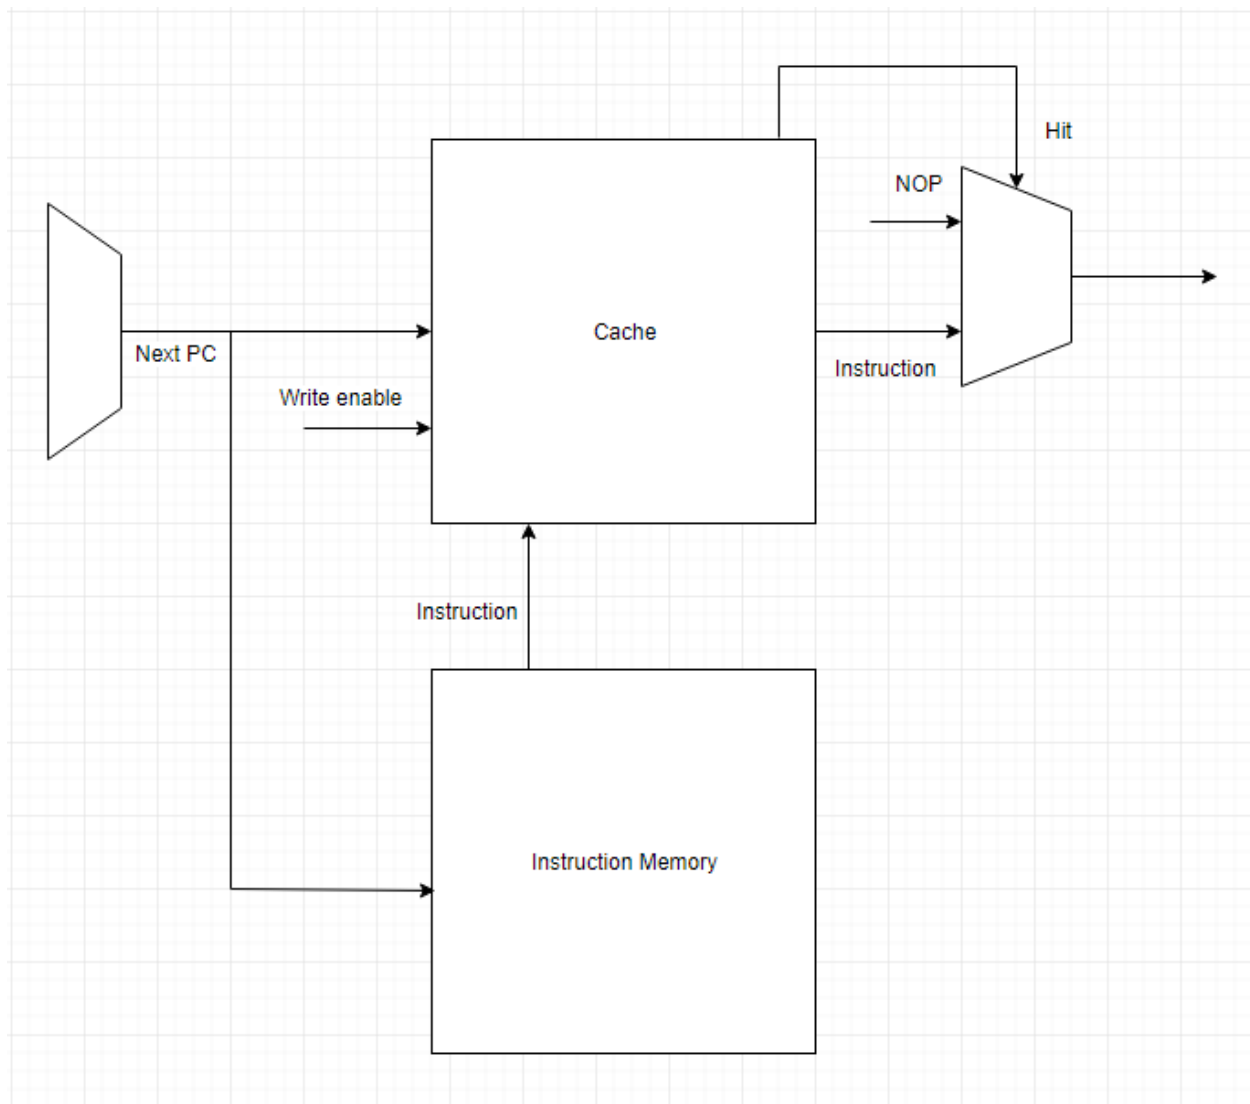 Hit
NOP
Cache
Next PC
Instruction
Write enable
Instruction
Instruction Memory